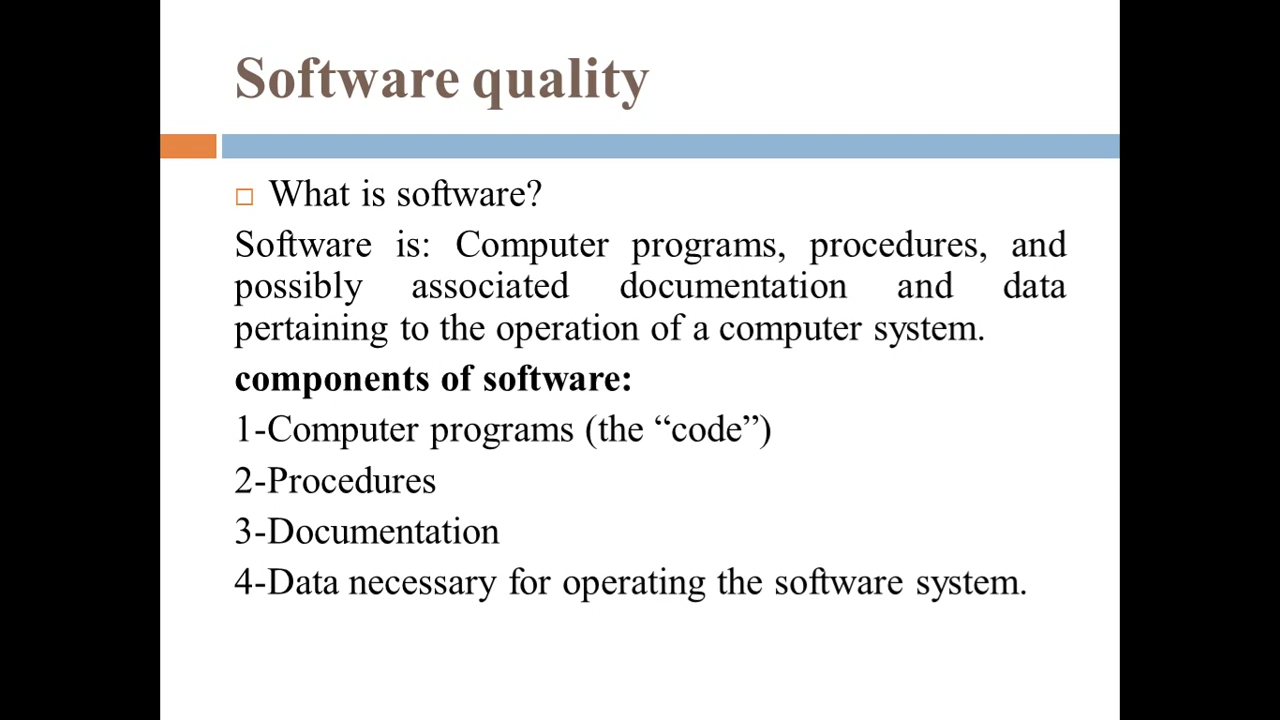 Software quality
What is software?
Software is: Computer programs, procedures, and
possibly associated documentation and data
pertaining to the operation of a computer system.
components of software:
1-Computer programs (the “code”)
2-Procedures
3-Documentation
4-Data necessary for operating the software system.